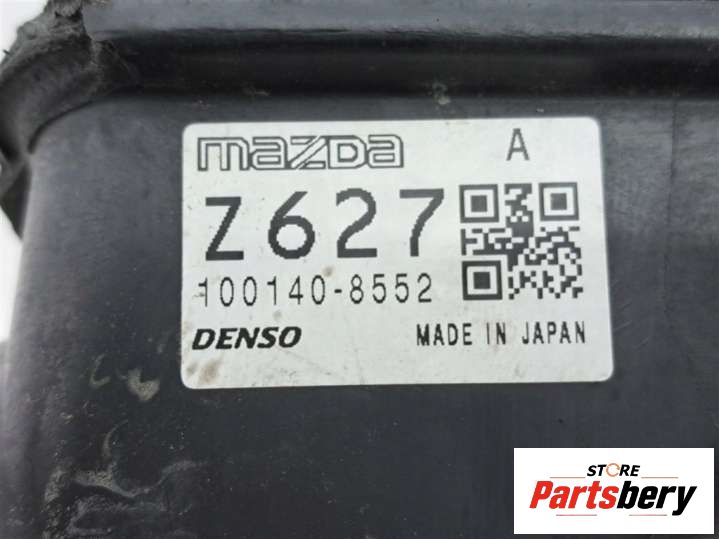 mazda A
Z627
100140-8552
DENSO MADE IN JAPAN
STORE
Partsbery